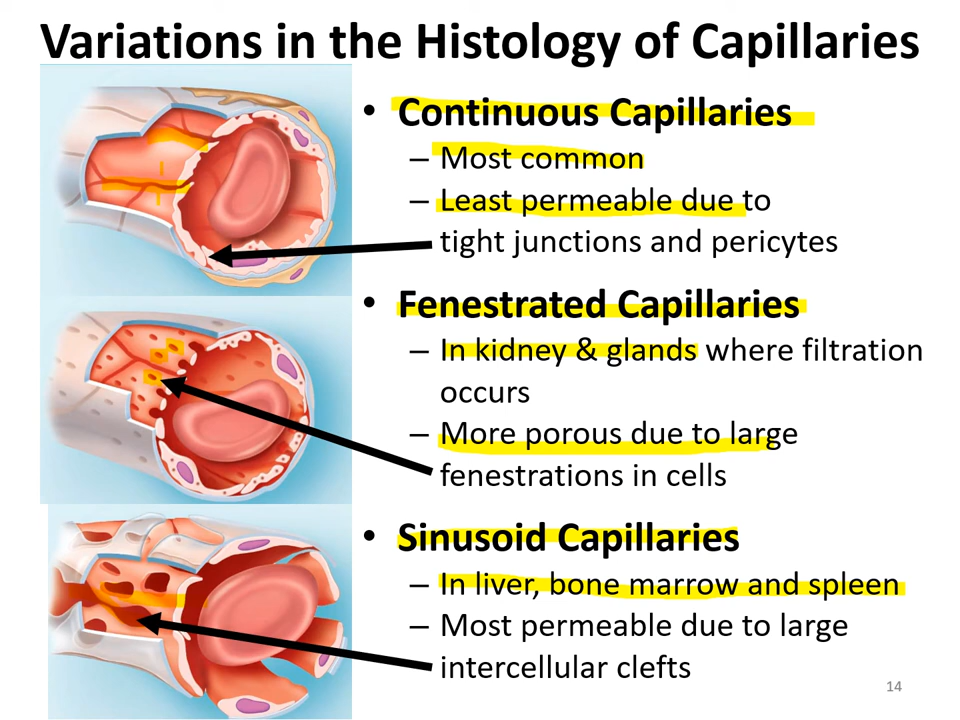 Variations in the Histology of Capillaries
• Continuous Capillaries
– Most common
– Least permeable due to
tight junctions and pericytes
• Fenestrated Capillaries
– In kidney & glands where filtration
occurs
– More porous due to large
fenestrations in cells
• Sinusoid Capillaries
– In liver, bone marrow and spleen
– Most permeable due to large
intercellular clefts
14